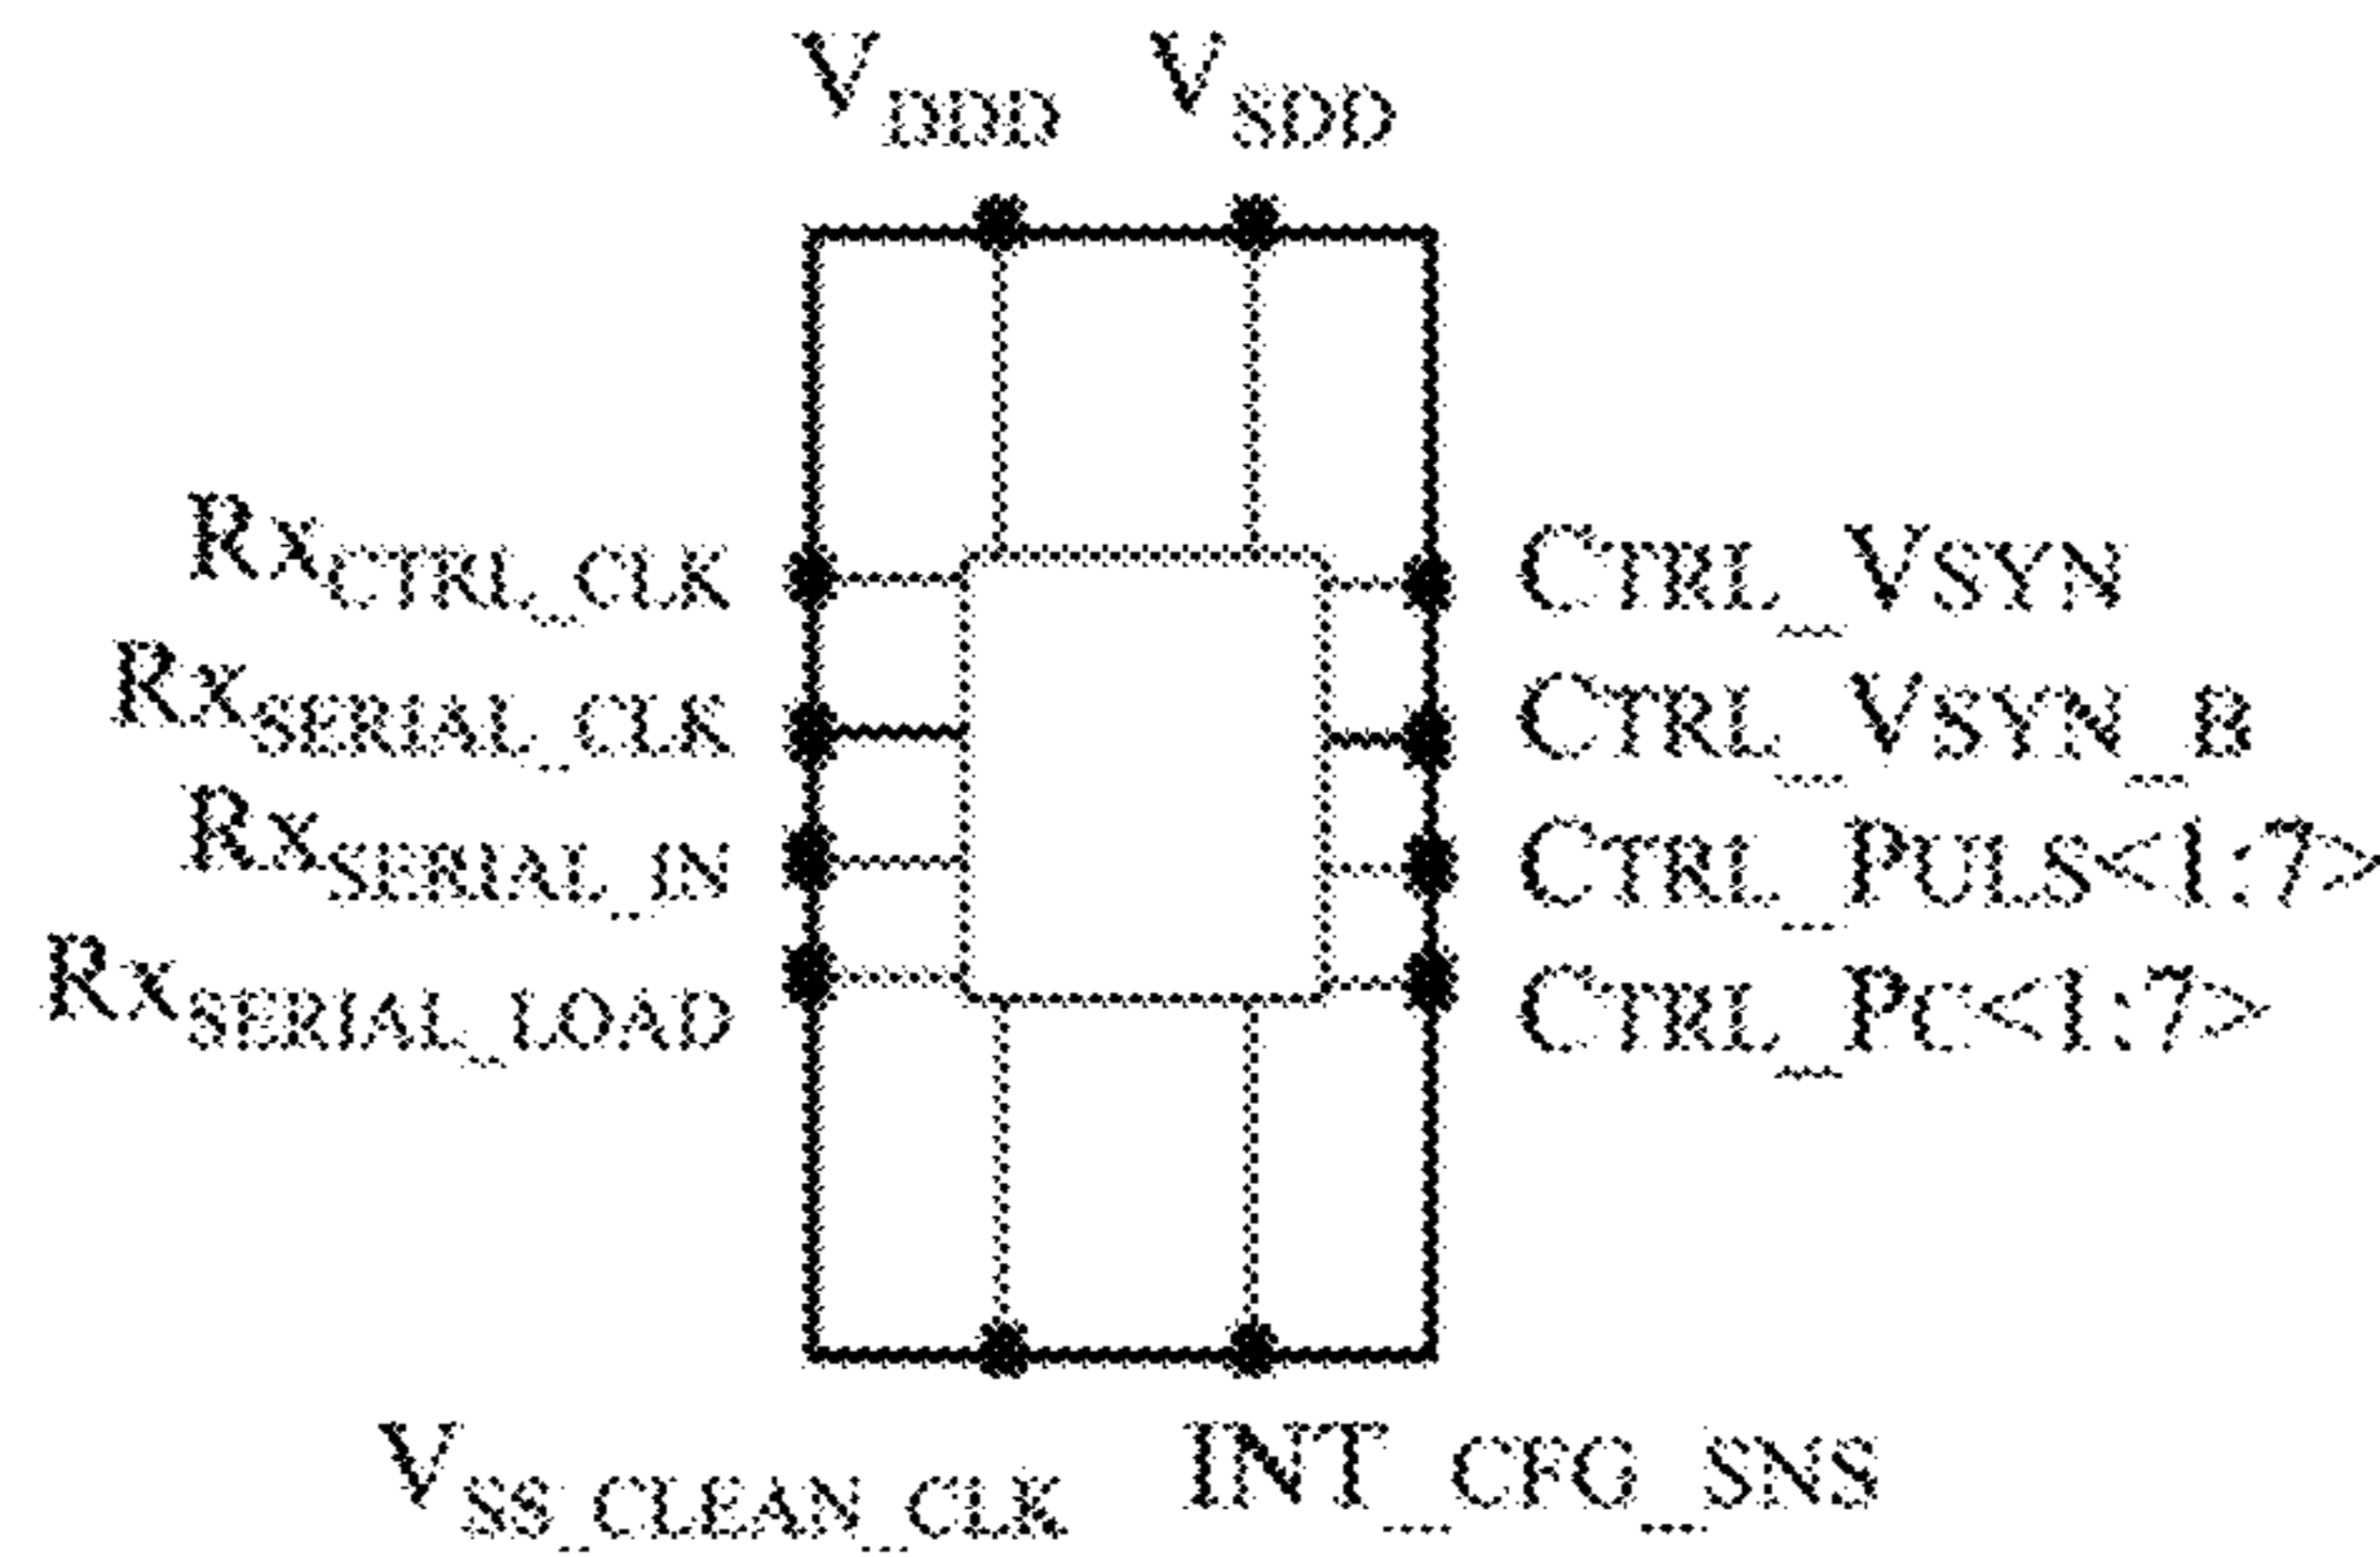 VDDD VSDD
RxCTRL_CLK
CTRL_VSYN
RxSERIAL_CLK
CTRL_VSYN_B
RxSERIAL_IN
CTRL_PULS<1:7>
RxSERIAL_LOAD
CTRL_PC<1:7>
VSS_CLEAN_CLK INT_CFG_SNS